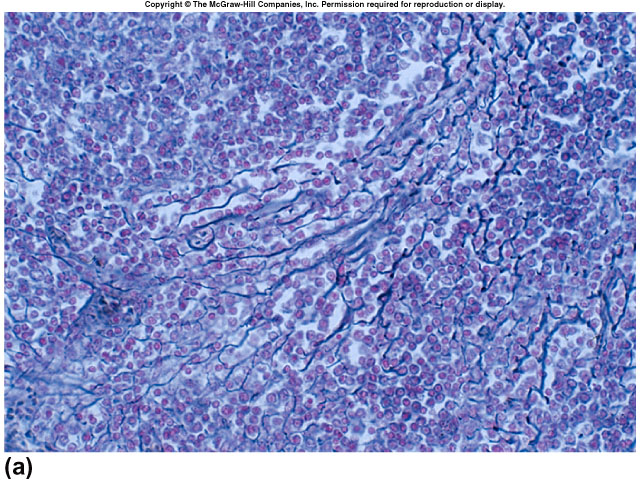 Copyright © The McGraw-Hill Companies, Inc. Permission required for reproduction or display.
(a)